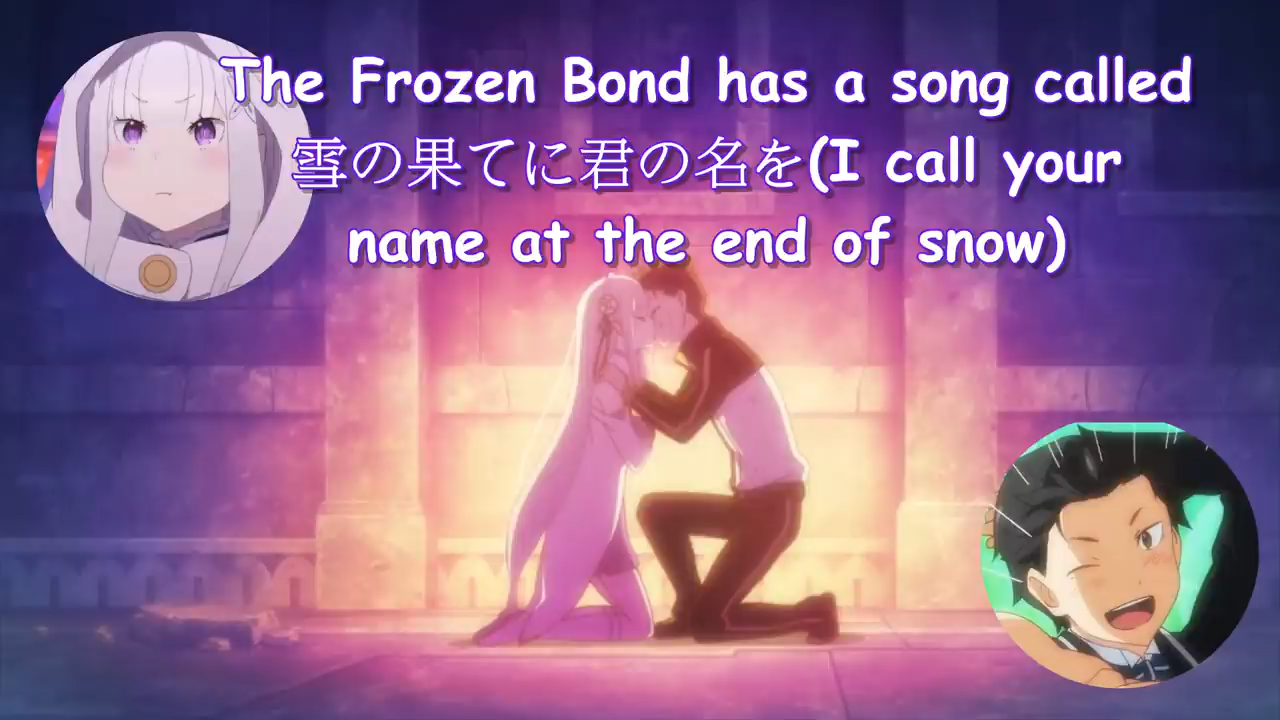 The Frozen Bond has a song called
雪の果てに君の名を(I call your
name at the end of snow)